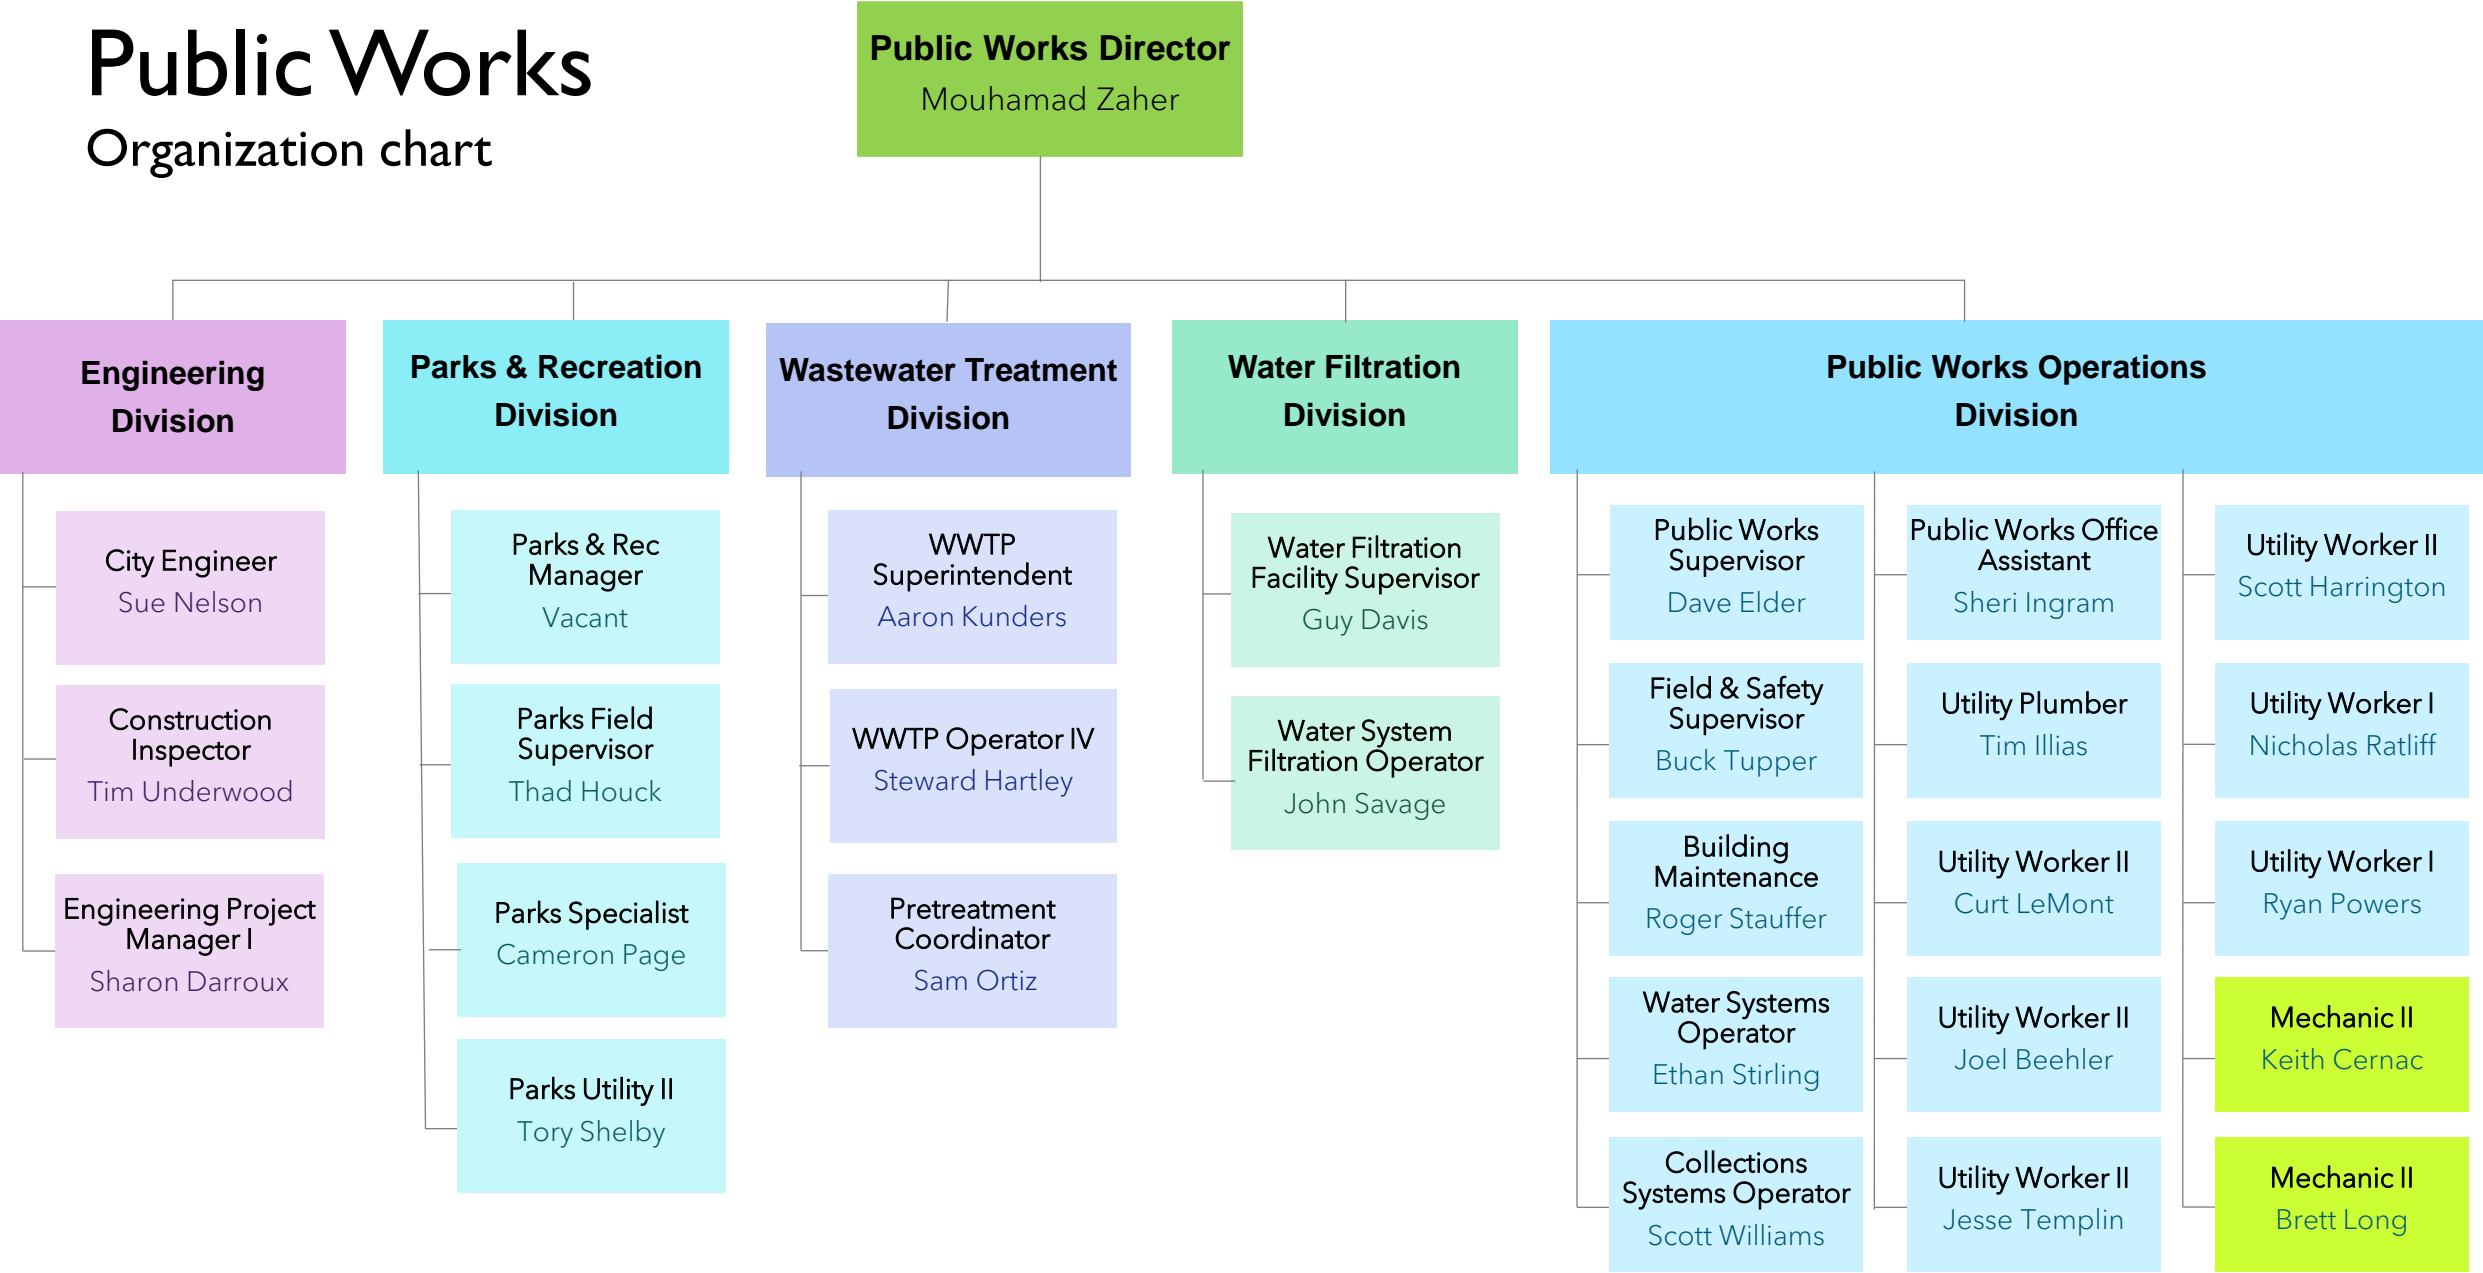 Public Works
Organization chart
Public Works Director
Mouhamad Zaher
Engineering
Division
City Engineer
Sue Nelson
Construction
Inspector
Tim Underwood
Engineering Project
Manager I
Sharon Darroux
Parks & Recreation
Division
Parks & Rec
Manager
Vacant
Parks Field
Supervisor
Thad Houck
Parks Specialist
Cameron Page
Parks Utility II
Tory Shelby
Wastewater Treatment
Division
WWTP
Superintendent
Aaron Kunders
WWTP Operator IV
Steward Hartley
Pretreatment
Coordinator
Sam Ortiz
Water Filtration
Division
Water Filtration
Facility Supervisor
Guy Davis
Water System
Filtration Operator
John Savage
Public Works Operations
Division
Public Works
Supervisor
Dave Elder
Field & Safety
Supervisor
Buck Tupper
Building
Maintenance
Roger Stauffer
Water Systems
Operator
Ethan Stirling
Collections
Systems Operator
Scott Williams
Public Works Office
Assistant
Sheri Ingram
Utility Plumber
Tim Illias
Utility Worker II
Curt LeMont
Utility Worker II
Joel Beehler
Utility Worker II
Jesse Templin
Utility Worker II
Scott Harrington
Utility Worker I
Nicholas Ratliff
Utility Worker I
Ryan Powers
Mechanic II
Keith Cernac
Mechanic II
Brett Long